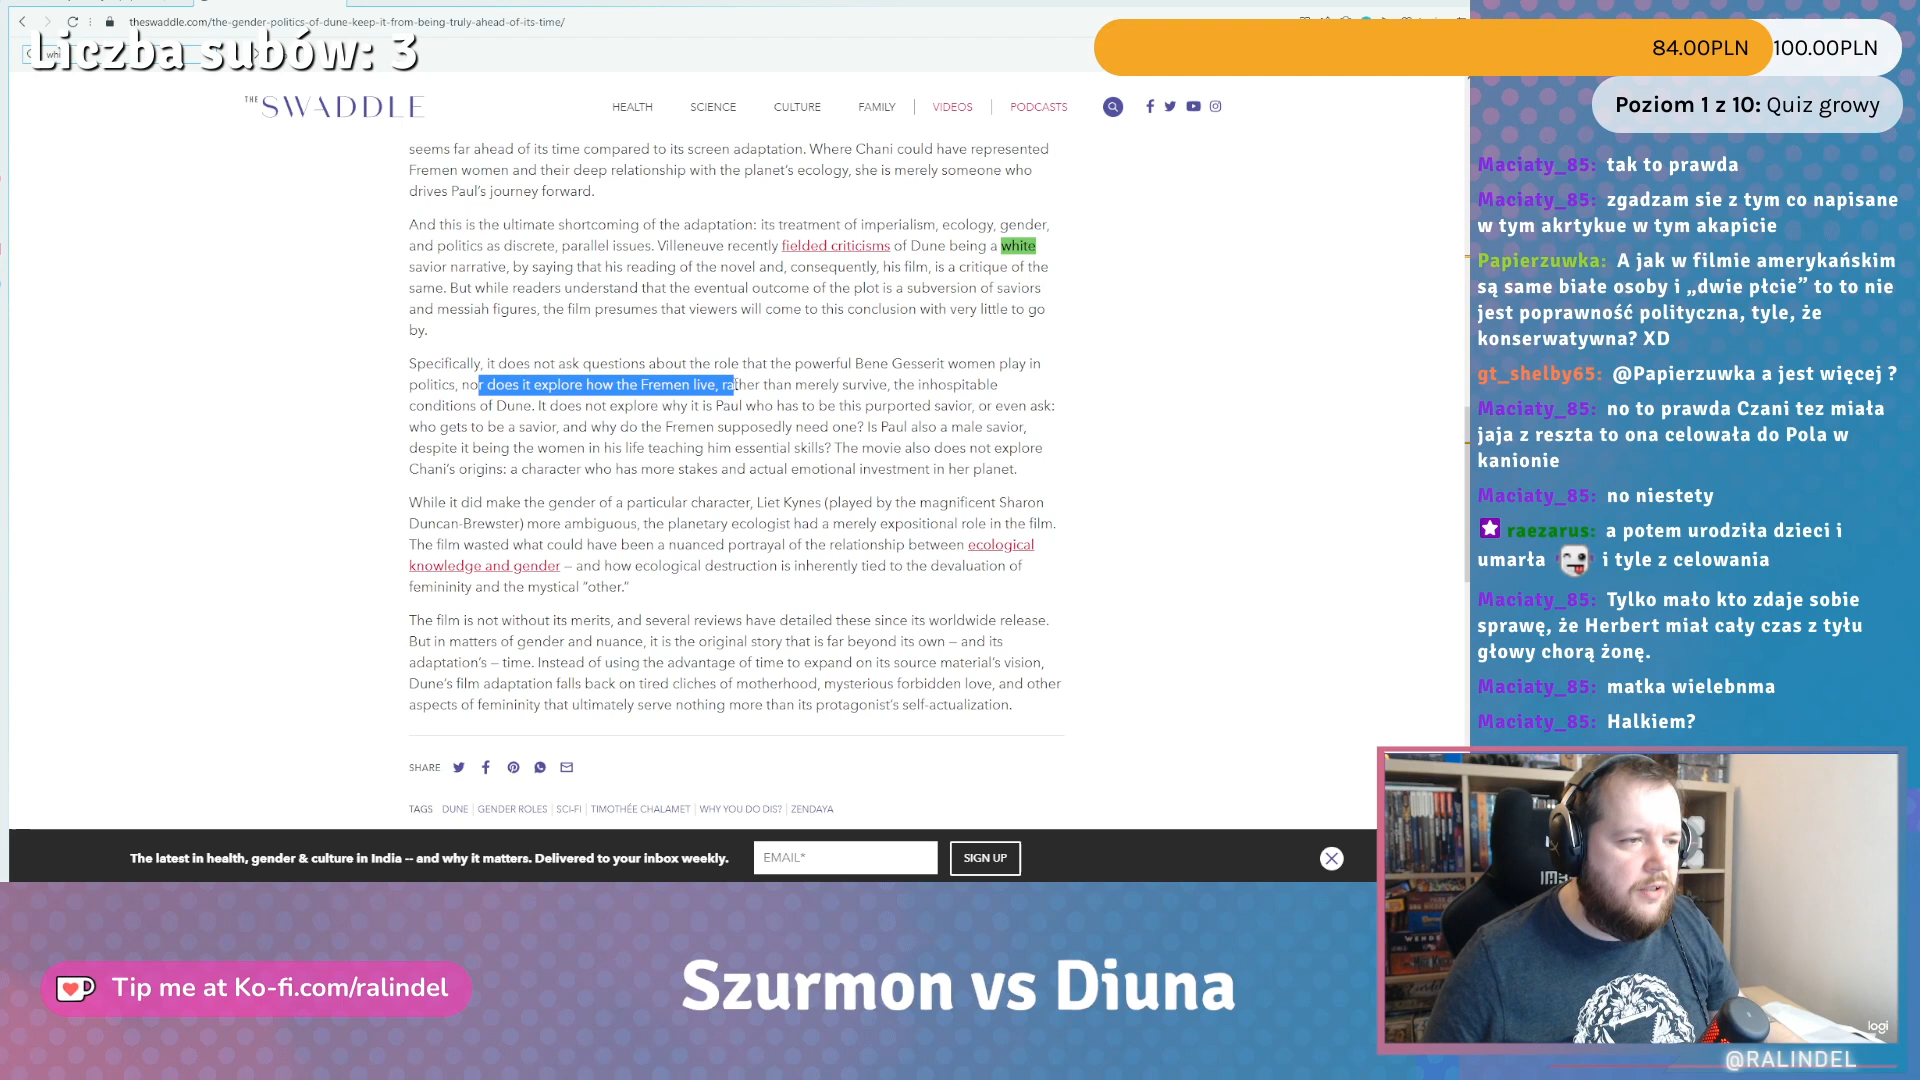 theswaddle.com/the-gender-politics-of-dune-keep-it-from-being-truly-ahead-of-its-time/
Liczba subów: 3
84.00PLN 100.00PLN
Poziom 1 z 10: Quiz growy
THE SWADDLE
HEALTH SCIENCE CULTURE FAMILY VIDEOS PODCASTS
seems far ahead of its time compared to its screen adaptation. Where Chani could have represented
Fremen women and their deep relationship with the planet's ecology, she is merely someone who
drives Paul's journey forward.
And this is the ultimate shortcoming of the adaptation: its treatment of imperialism, ecology, gender,
and politics as discrete, parallel issues. Villeneuve recently fielded criticisms of Dune being a white
savior narrative, by saying that his reading of the novel and, consequently, his film, is a critique of the
same. But while readers understand that the eventual outcome of the plot is a subversion of saviors
and messiah figures, the film presumes that viewers will come to this conclusion with very little to go
by.
Specifically, it does not ask questions about the role that the powerful Bene Gesserit women play in
politics, nor does it explore how the Fremen live, rather than merely survive, the inhospitable
conditions of Dune. It does not explore why it is Paul who has to be this purported savior, or even ask:
who gets to be a savior, and why do the Fremen supposedly need one? Is Paul also a male savior,
despite it being the women in his life teaching him essential skills? The movie also does not explore
Chani's origins: a character who has more stakes and actual emotional investment in her planet.
While it did make the gender of a particular character, Liet Kynes (played by the magnificent Sharon
Duncan-Brewster) more ambiguous, the planetary ecologist had a merely expositional role in the film.
The film wasted what could have been a nuanced portrayal of the relationship between ecological
knowledge and gender – and how ecological destruction is inherently tied to the devaluation of
femininity and the mystical "other."
The film is not without its merits, and several reviews have detailed these since its worldwide release.
But in matters of gender and nuance, it is the original story that is far beyond its own – and its
adaptation's – time. Instead of using the advantage of time to expand on its source material's vision,
Dune's film adaptation falls back on tired cliches of motherhood, mysterious forbidden love, and other
aspects of femininity that ultimately serve nothing more than its protagonist's self-actualization.
SHARE
TAGS DUNE GENDER ROLES SCI-FI TIMOTHÉE CHALAMET WHY YOU DO DIS? ZENDAYA
The latest in health, gender & culture in India -- and why it matters. Delivered to your inbox weekly.
EMAIL*
SIGN UP
Maciaty_85: tak to prawda
Maciaty_85: zgadzam sie z tym co napisane
w tym akrtykue w tym akapicie
Papierzuwka: A jak w filmie amerykańskim
są same białe osoby i „dwie płcie” to to nie
jest poprawność polityczna, tyle, że
konserwatywna? XD
gt_shelby65: @Papierzuwka a jest więcej ?
Maciaty_85: no to prawda Czani tez miała
jaja z reszta to ona celowała do Pola w
kanionie
Maciaty_85: no niestety
raezarus: a potem urodziła dzieci i
umarła i tyle z celowania
Maciaty_85: Tylko mało kto zdaje sobie
sprawę, że Herbert miał cały czas z tyłu
głowy chorą żonę.
Maciaty_85: matka wielebnma
Maciaty_85: Halkiem?
Tip me at Ko-fi.com/ralindel
Szurmon vs Diuna
logi
@RALINDEL